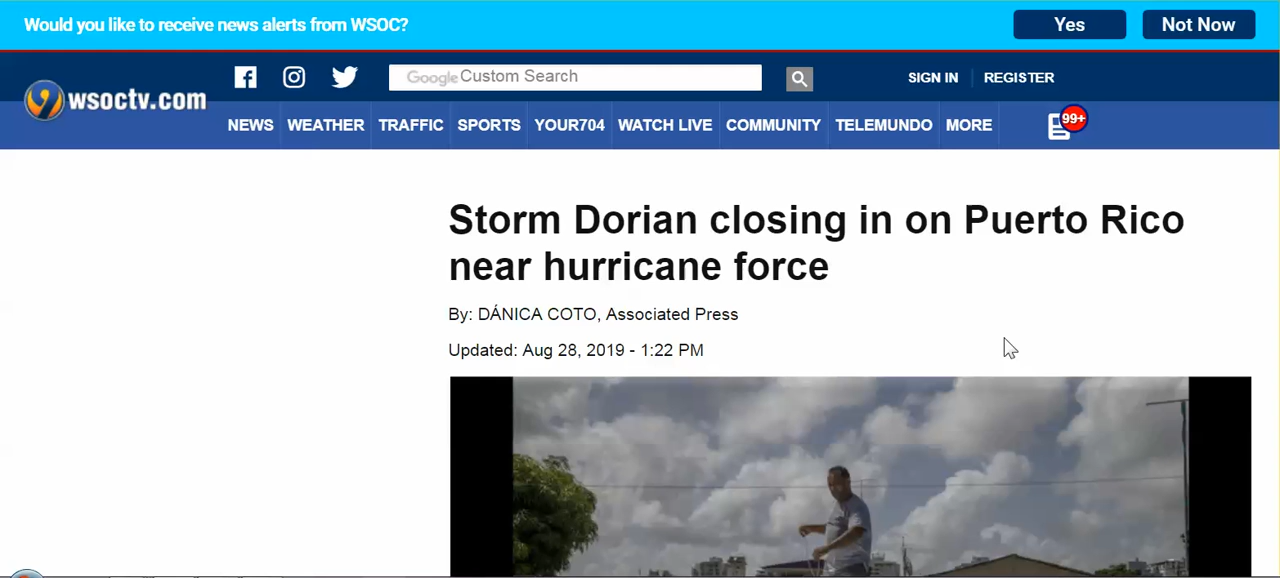 Would you like to receive news alerts from WSOC?
Yes
Not Now
Google Custom Search
SIGN IN
REGISTER
wsoctv.com
NEWS
WEATHER
TRAFFIC
SPORTS
YOUR704
WATCH LIVE
COMMUNITY
TELEMUNDO
MORE
99+
Storm Dorian closing in on Puerto Rico
near hurricane force
By: DÁNICA COTO, Associated Press
Updated: Aug 28, 2019 - 1:22 PM